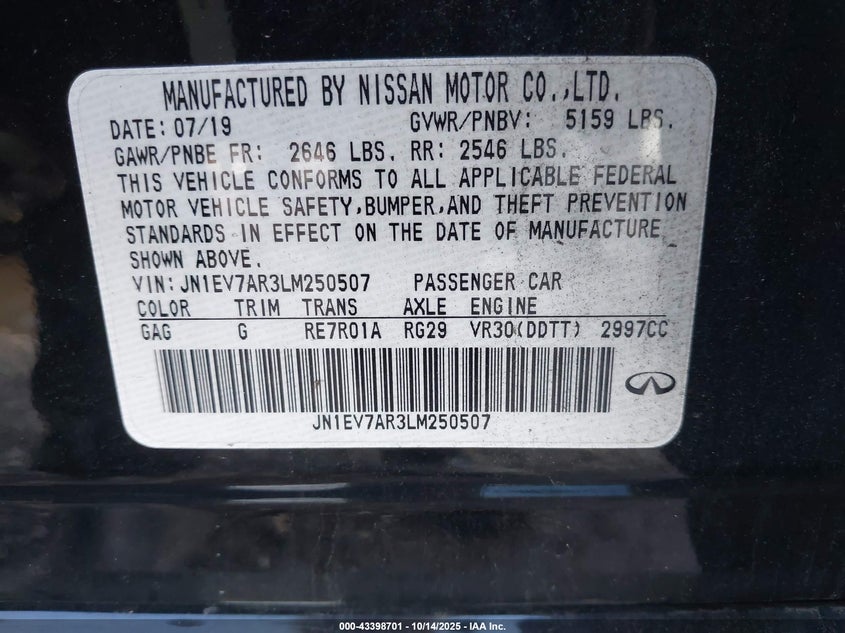 MANUFACTURED BY NISSAN MOTOR CO.,LTD.
DATE: 07/19 GVWR/PNBV: 5159 LBS.
GAWR/PNBE FR: 2646 LBS. RR: 2546 LBS.
THIS VEHICLE CONFORMS TO ALL APPLICABLE FEDERAL
MOTOR VEHICLE SAFETY,BUMPER,AND THEFT PREVENTION
STANDARDS IN EFFECT ON THE DATE OF MANUFACTURE
SHOWN ABOVE.
VIN: JN1EV7AR3LM250507 PASSENGER CAR
COLOR TRIM TRANS AXLE ENGINE
GAG G RE7R01A RG29 VR30(DDTT) 2997CC
JN1EV7AR3LM250507
000-43398701 - 10/14/2025 - IAA Inc.